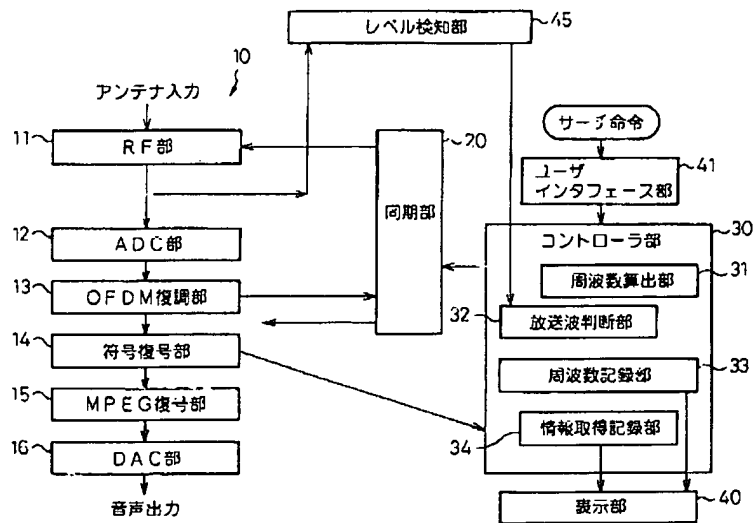 レベル検知部
45
10
アンテナ入力
11
RF部
20
同期部
サーチ命令
ユーザ
インタフェース部
41
12
ADC部
コントローラ部
30
周波数算出部
31
13
OFDM復調部
32
放送波判断部
14
符号復号部
周波数記録部
33
15
MPEG復号部
情報取得記録部
34
16
DAC部
音声出力
表示部
40